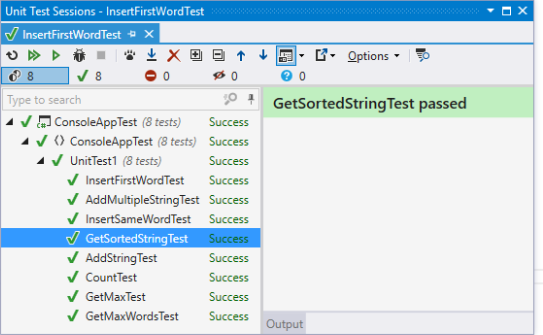 Unit Test Sessions - InsertFirstWordTest
InsertFirstWordTest
Options
8 8 0 0 0
Type to search
GetSortedStringTest passed
ConsoleAppTest (8 tests) Success
ConsoleAppTest (8 tests) Success
UnitTest1 (8 tests) Success
InsertFirstWordTest Success
AddMultipleStringTest Success
InsertSameWordTest Success
GetSortedStringTest Success
AddStringTest Success
CountTest Success
GetMaxTest Success
GetMaxWordsTest Success
Output